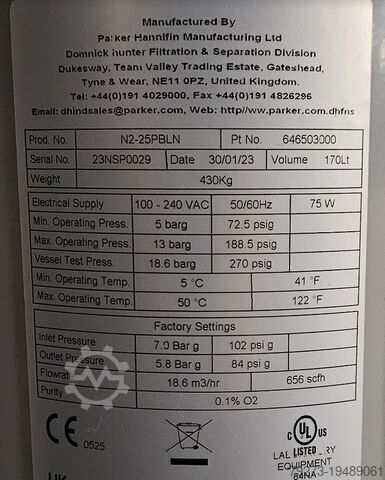 Manufactured By
Parker Hannifin Manufacturing Ltd
Domnick hunter Filtration & Separation Division
Dukesway, Team Valley Trading Estate, Gateshead,
Tyne & Wear, NE11 0PZ, United Kingdom.
Tel: +44(0)191 4029000, Fax +44(0)191 4826296
Email: dhindsales@parker.com, Web: http//ww.parker.com.dhfns
Prod. No. N2-25PBLN Pt No. 646503000
Serial No. 23NSP0029 Date 30/01/23 Volume 170Lt
Weight 430Kg
Electrical Supply 100 - 240 VAC 50/60Hz 75 W
Min. Operating Press. 5 barg 72.5 psig
Max. Operating Press. 13 barg 188.5 psig
Vessel Test Press. 18.6 barg 270 psig
Min. Operating Temp. 5 °C 41 °F
Max. Operating Temp. 50 °C 122 °F
Factory Settings
Inlet Pressure 7.0 Bar g 102 psi g
Outlet Pressure 5.8 Bar g 84 psi g
Flowrate 18.6 m3/hr 656 scfh
Purity 0.1% O2
CE 0525
C UL US
LISTED
EQUIPMENT
84NA
79373-19489061